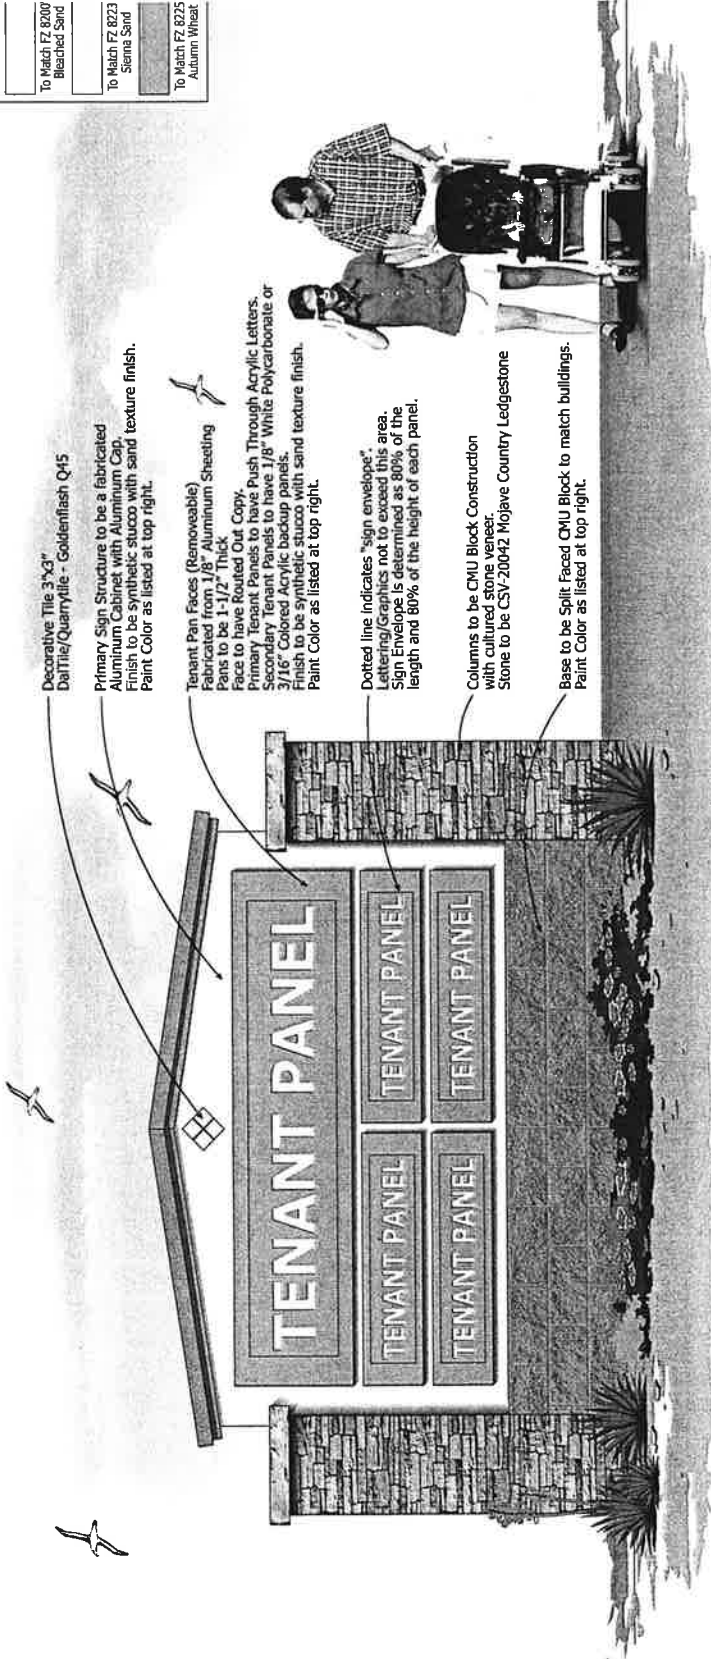 To Match FZ 8200
Bleached Sand
To Match FZ 8223
Sienna Sand
To Match FZ 8225
Autumn Wheat
Decorative Tile 3"x3"
DalTile/Quarrytile - Goldenflash Q45
Primary Sign Structure to be a fabricated
Aluminum Cabinet with Aluminum Cap.
Finish to be synthetic stucco with sand texture finish.
Paint Color as listed at top right.
Tenant Pan Faces (Removeable)
Fabricated from 1/8" Aluminum Sheeting
Pans to be 1-1/2" Thick
Face to have Routed Out Copy.
Primary Tenant Panels to have Push Through Acrylic Letters.
Secondary Tenant Panels to have 1/8" White Polycarbonate or
3/16" Colored Acrylic backup panels.
Finish to be synthetic stucco with sand texture finish.
Paint Color as listed at top right.
Dotted line indicates "sign envelope".
Lettering/Graphics not to exceed this area.
Sign Envelope is determined as 80% of the
length and 80% of the height of each panel.
Columns to be CMU Block Construction
with cultured stone veneer.
Stone to be CSV-20042 Mojave Country Ledgestone
Base to be Split Faced CMU Block to match buildings.
Paint Color as listed at top right.
TENANT PANEL
TENANT PANEL
TENANT PANEL
TENANT PANEL
TENANT PANEL